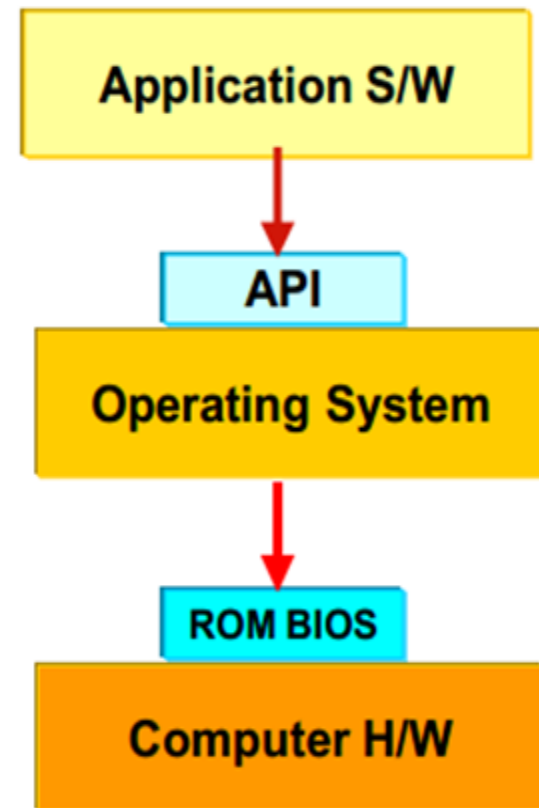 Application S/W
API
Operating System
ROM BIOS
Computer H/W